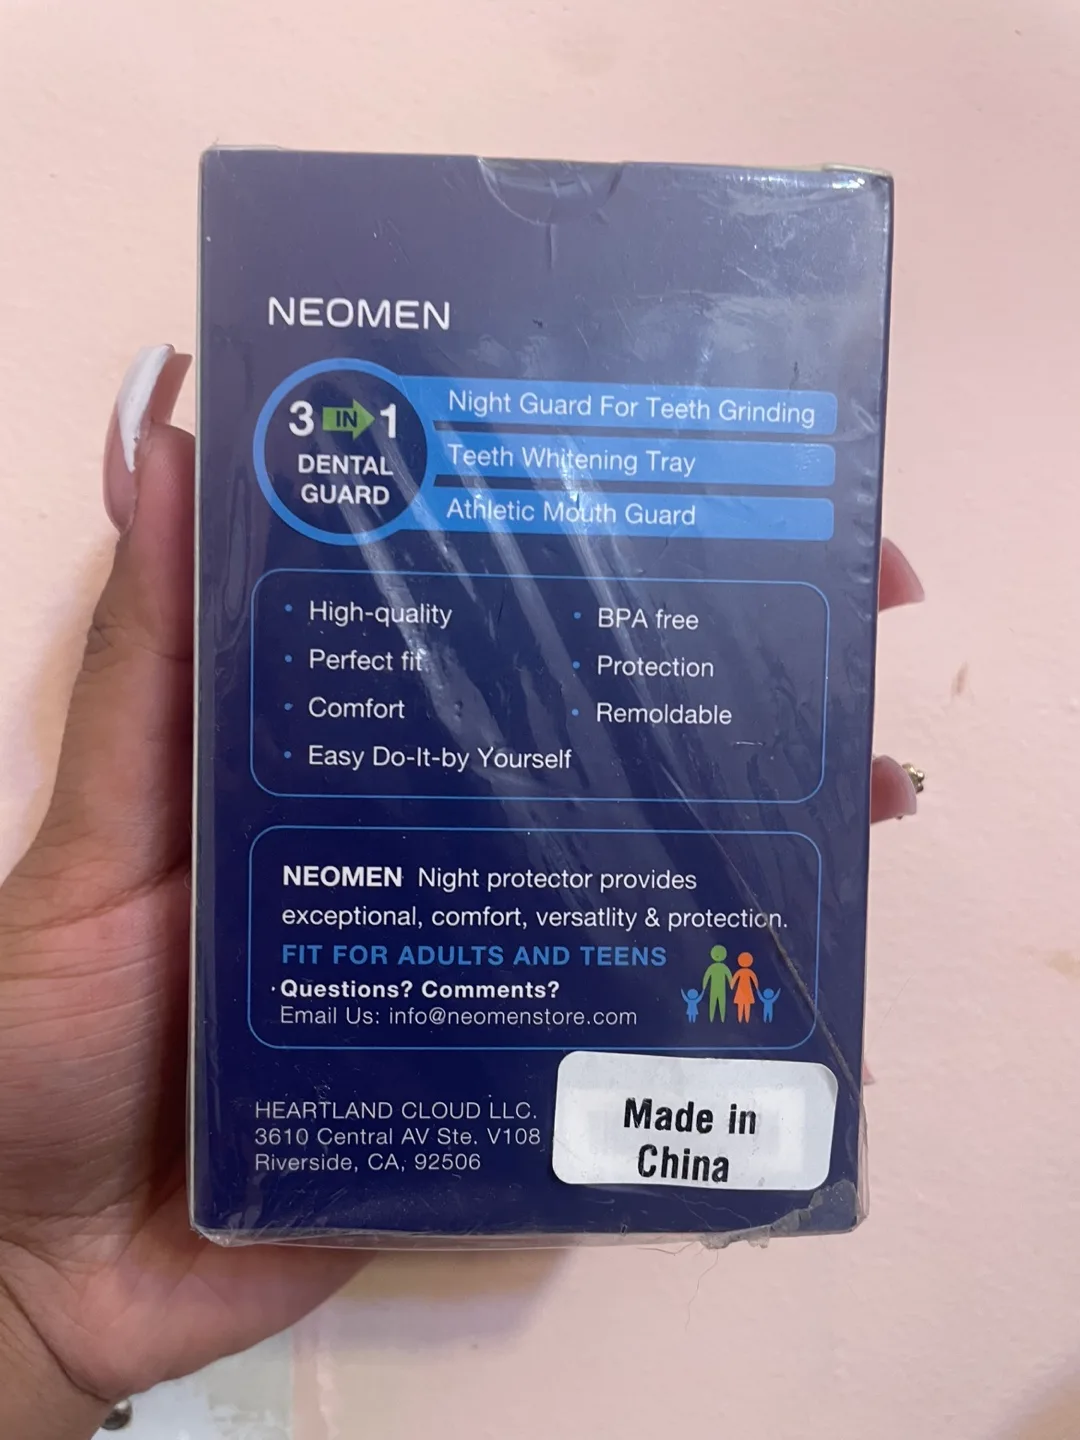 NEOMEN
3 IN 1
DENTAL
GUARD
Night Guard For Teeth Grinding
Teeth Whitening Tray
Athletic Mouth Guard
• High-quality
• Perfect fit
• Comfort
• Easy Do-It-by Yourself
• BPA free
• Protection
• Remoldable
NEOMEN Night protector provides
exceptional, comfort, versatlity & protection.
FIT FOR ADULTS AND TEENS
·Questions? Comments?
Email Us: info@neomenstore.com
HEARTLAND CLOUD LLC.
3610 Central AV Ste. V108
Riverside, CA, 92506
Made in
China